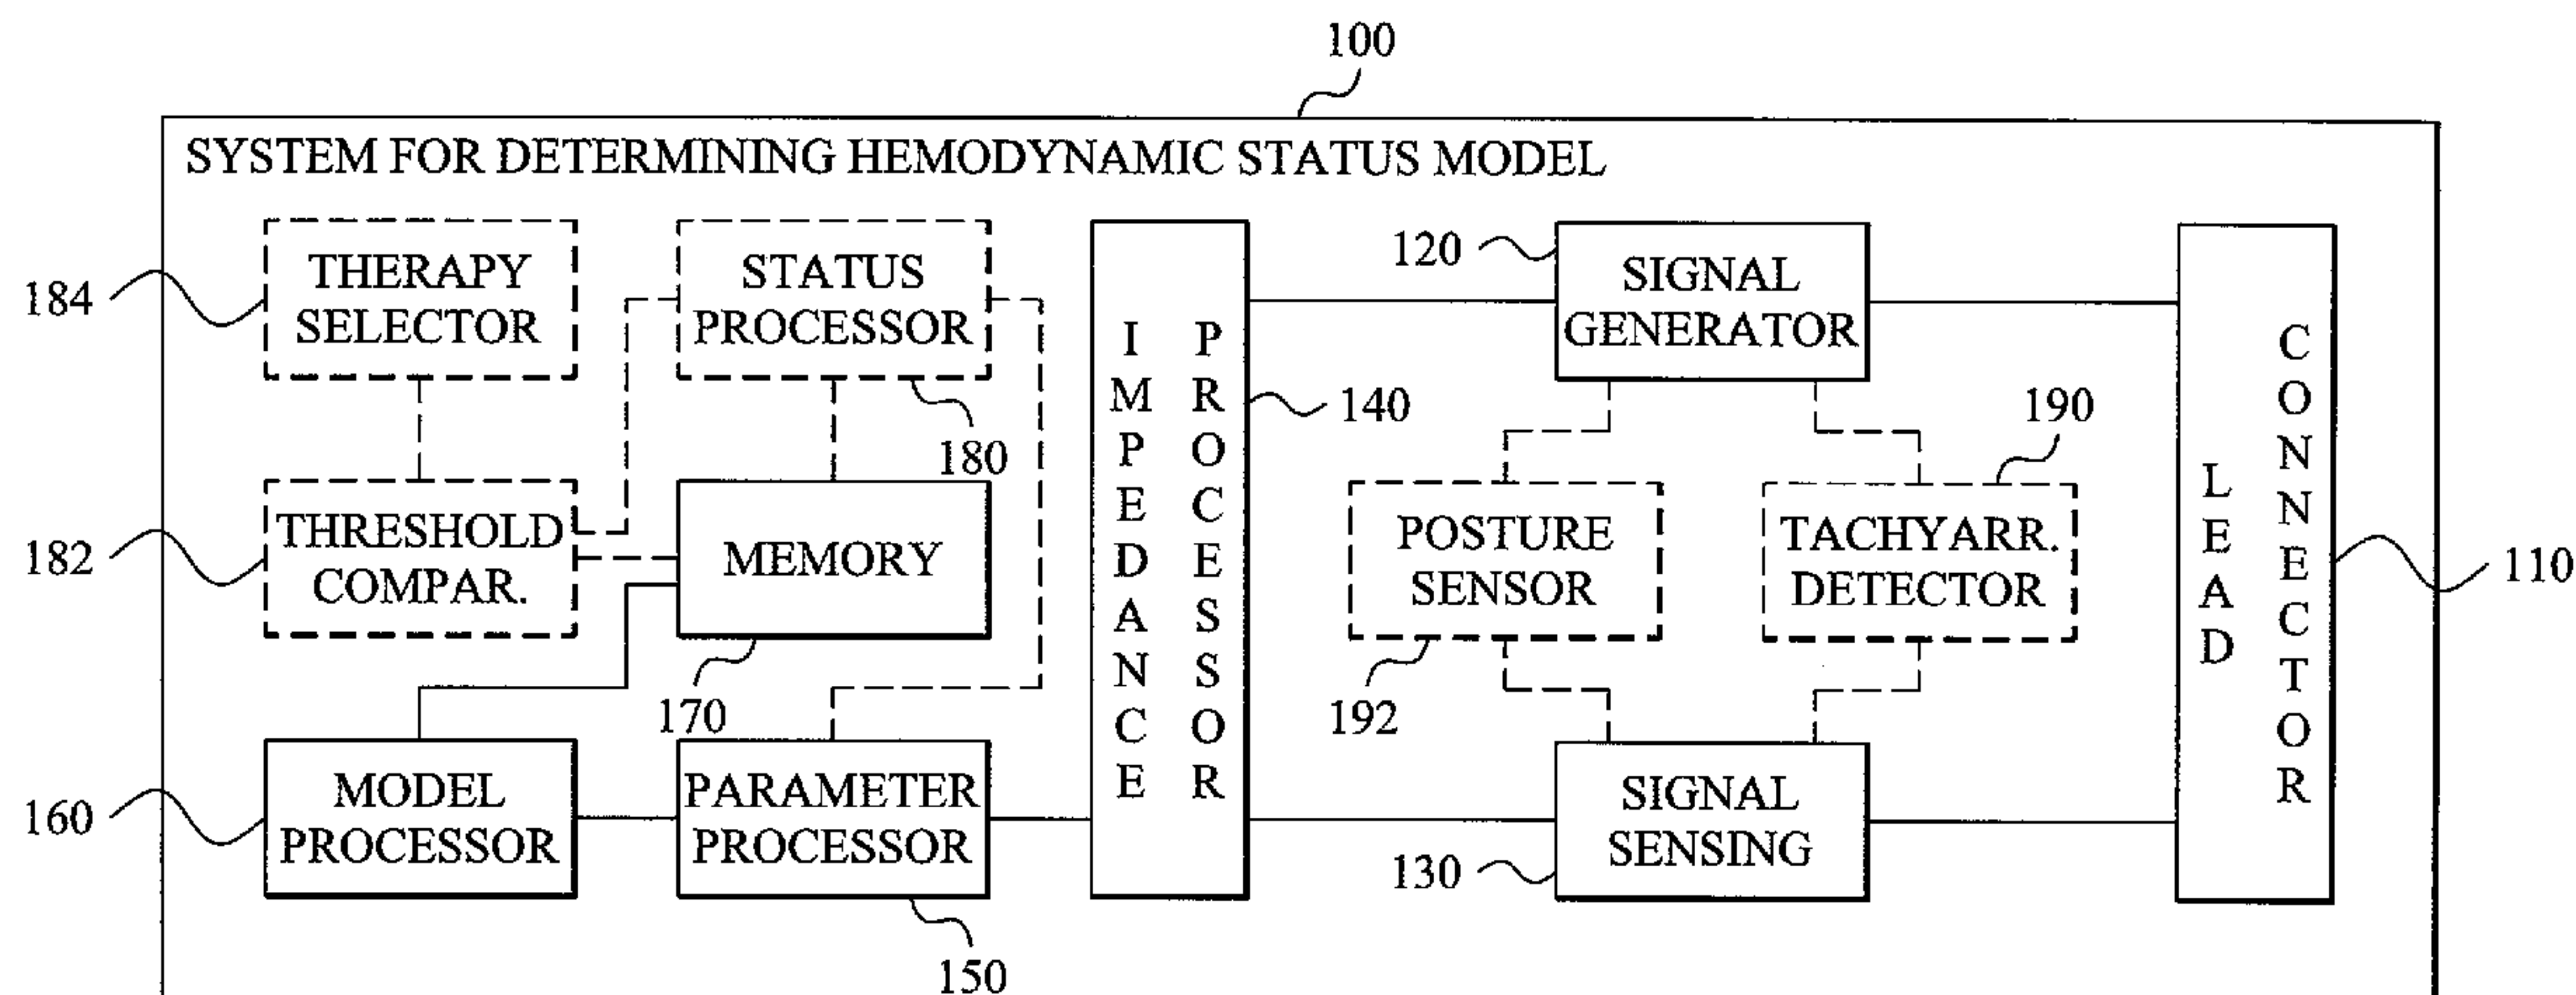 100
SYSTEM FOR DETERMINING HEMODYNAMIC STATUS MODEL
184
THERAPY
SELECTOR
STATUS
PROCESSOR
180
182
THRESHOLD
COMPAR.
MEMORY
170
160
MODEL
PROCESSOR
PARAMETER
PROCESSOR
150
IMPEDANCE
PROCESSOR
140
120
SIGNAL
GENERATOR
POSTURE
SENSOR
192
190
TACHYARR.
DETECTOR
130
SIGNAL
SENSING
LEAD
CONNECTOR
110